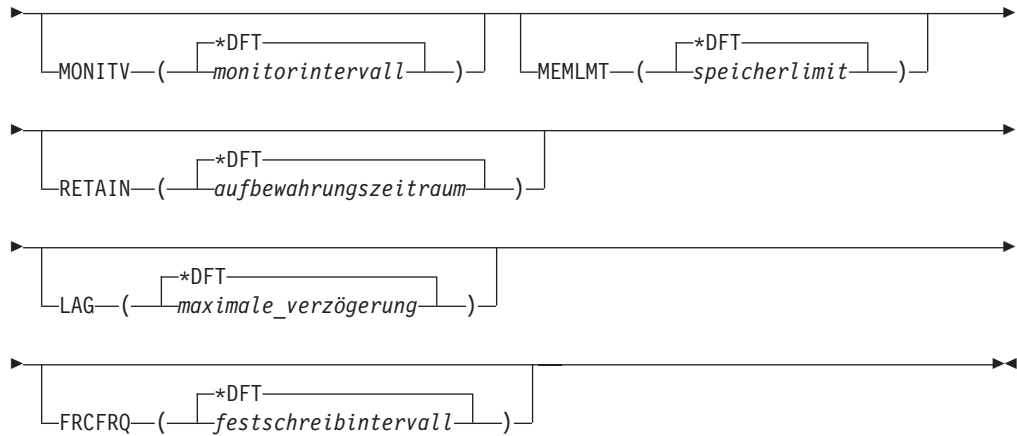 *DFT *DFT
MONITV ( monitorintervall ) MEMLMT ( speicherlimit )
*DFT
RETAIN ( aufbewahrungszeitraum )
*DFT
LAG ( maximale_verzögerung )
*DFT
FRCFRQ ( festschreibintervall )